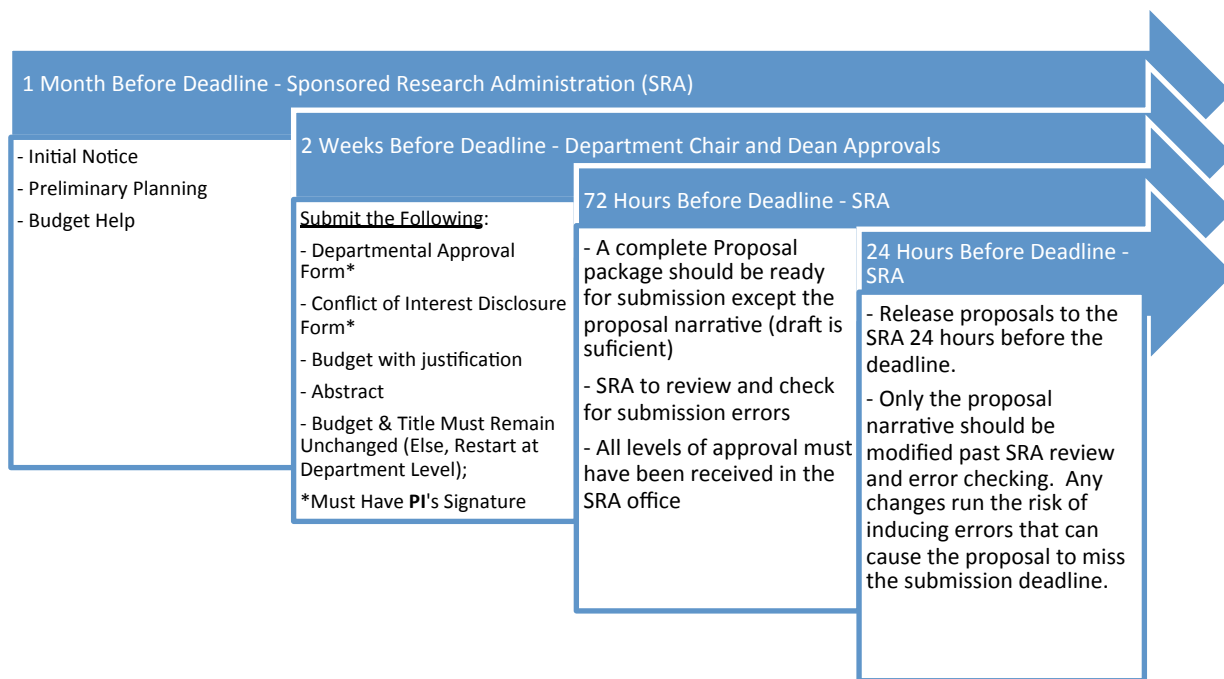 1 Month Before Deadline - Sponsored Research Administration (SRA)
- Initial Notice
- Preliminary Planning
- Budget Help
2 Weeks Before Deadline - Department Chair and Dean Approvals
Submit the Following:
- Departmental Approval
Form*
- Conflict of Interest Disclosure
Form*
- Budget with justification
- Abstract
- Budget & Title Must Remain
Unchanged (Else, Restart at
Department Level);
*Must Have PI's Signature
72 Hours Before Deadline - SRA
- A complete Proposal
package should be ready
for submission except the
proposal narrative (draft is
suficient)
- SRA to review and check
for submission errors
- All levels of approval must
have been received in the
SRA office
24 Hours Before Deadline -
SRA
- Release proposals to the
SRA 24 hours before the
deadline.
- Only the proposal
narrative should be
modified past SRA review
and error checking.  Any
changes run the risk of
inducing errors that can
cause the proposal to miss
the submission deadline.